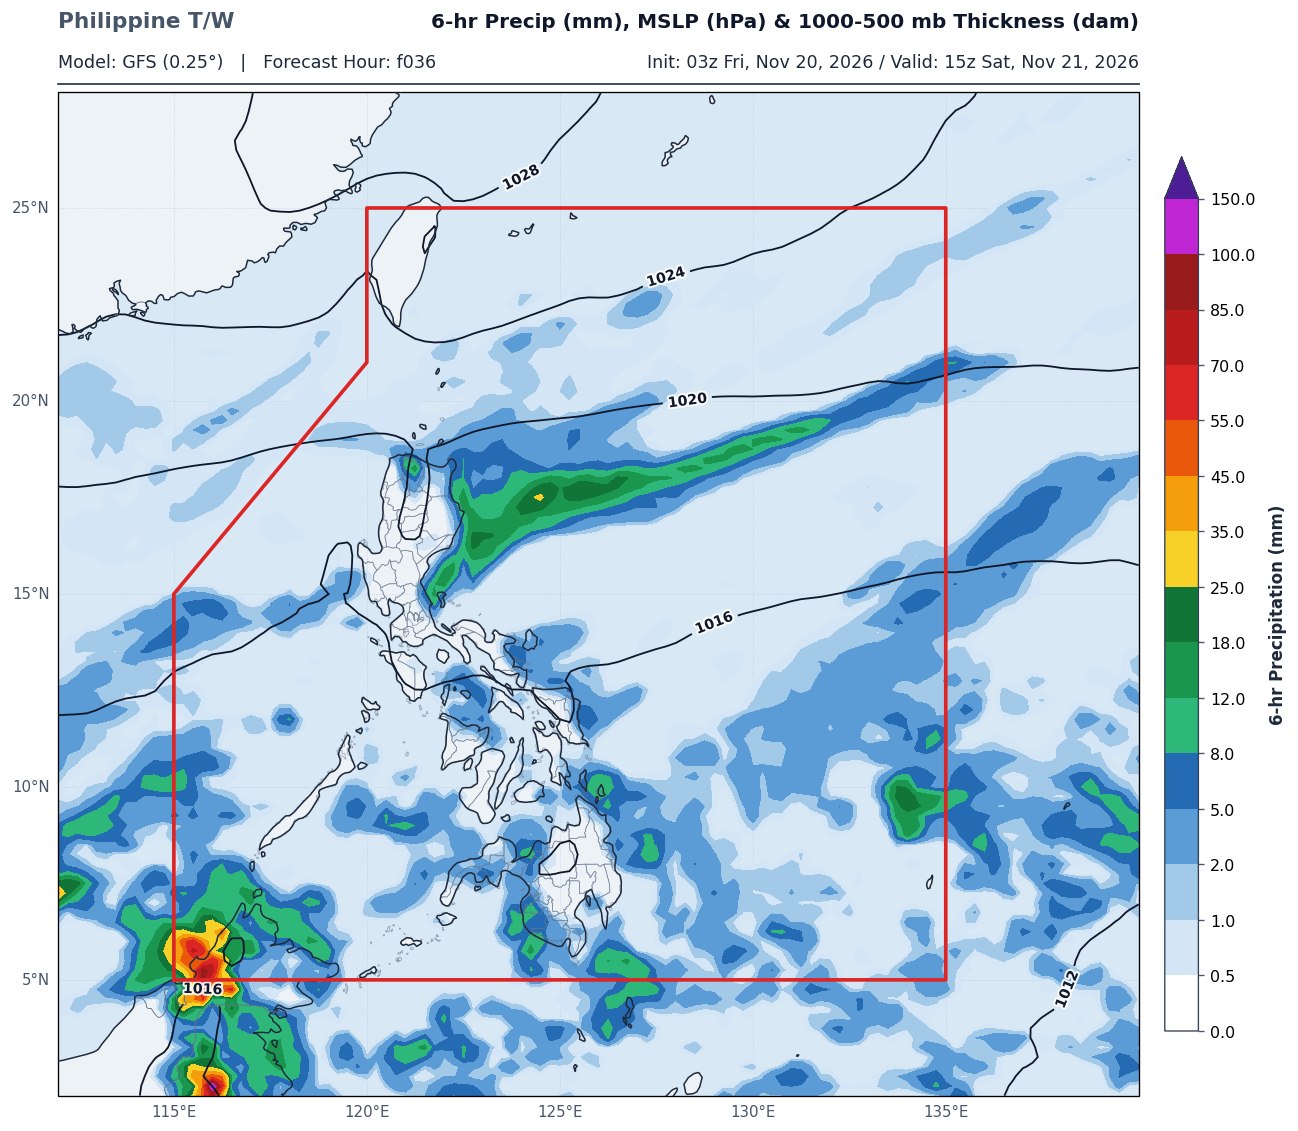 Philippine T/W
6-hr Precip (mm), MSLP (hPa) & 1000-500 mb Thickness (dam)
Model: GFS (0.25°) | Forecast Hour: f036
Init: 03z Fri, Nov 20, 2026 / Valid: 15z Sat, Nov 21, 2026
1028
1024
1020
1016
1016
1012
25°N
20°N
15°N
10°N
5°N
115°E
120°E
125°E
130°E
135°E
150.0
100.0
85.0
70.0
55.0
45.0
35.0
25.0
18.0
12.0
8.0
5.0
2.0
1.0
0.5
0.0
6-hr Precipitation (mm)